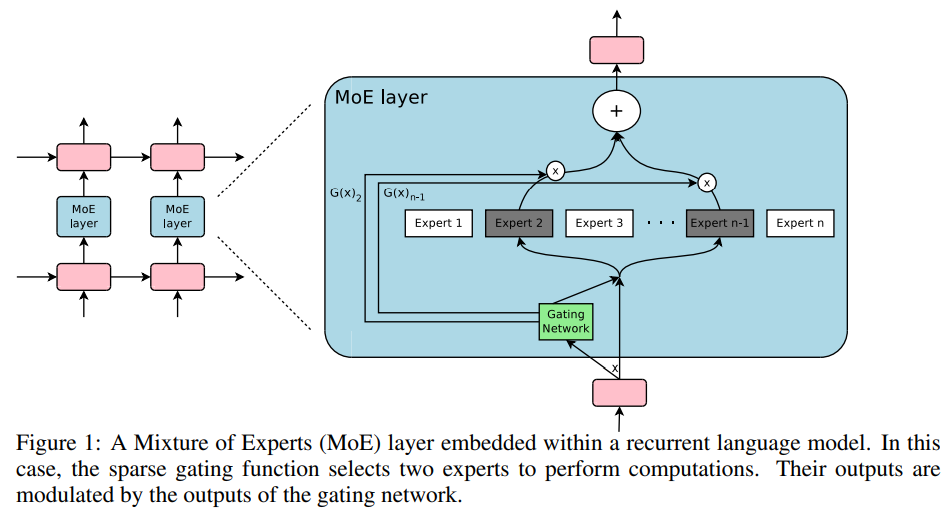 MoE layer
G(x)2
G(x)n-1
MoE
layer
MoE
layer
+
x
x
Expert 1
Expert 2
Expert 3
. . .
Expert n-1
Expert n
Gating
Network
x
Figure 1: A Mixture of Experts (MoE) layer embedded within a recurrent language model. In this
case, the sparse gating function selects two experts to perform computations. Their outputs are
modulated by the outputs of the gating network.